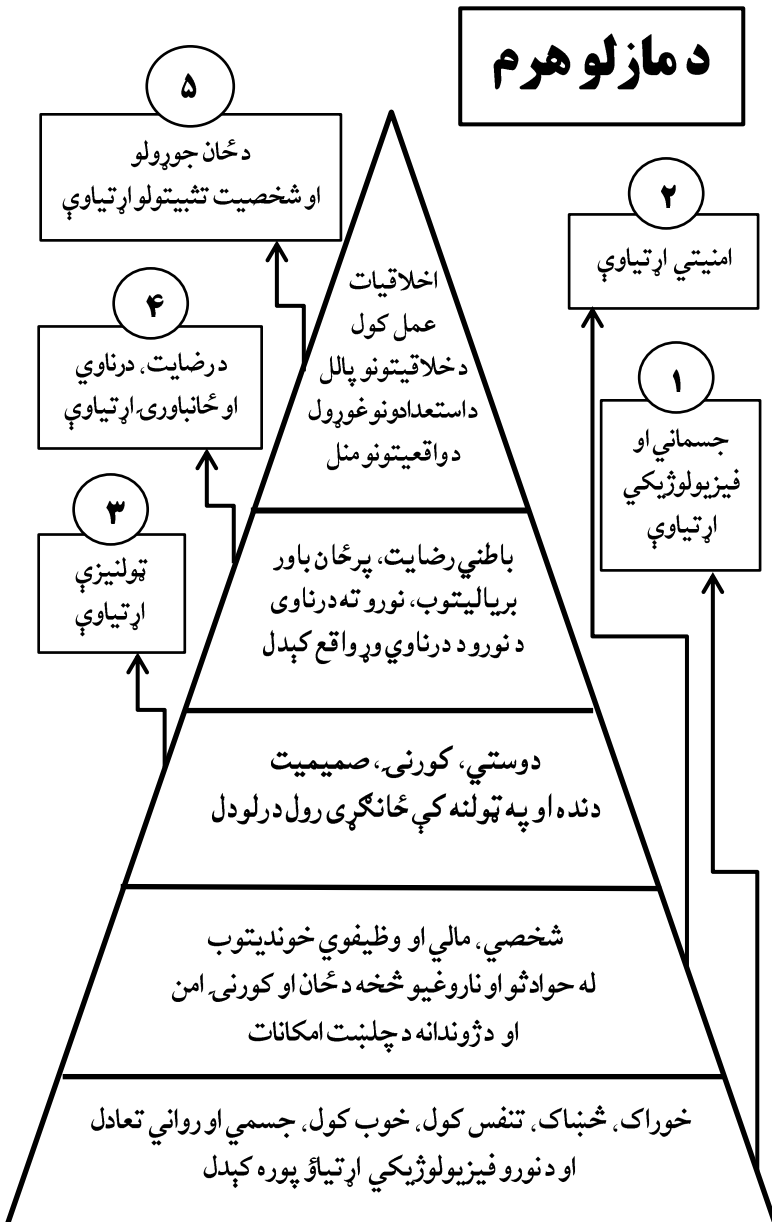 د مازلو هرم
۵
د ځان جوړولو
او شخصیت تثبیتولو اړتیاوې
۲
امنیتي اړتیاوې
۴
د رضایت، درناوي
او ځانباورۍ اړتیاوې
۱
جسماني او
فیزیولوژیکي
اړتیاوې
۳
ټولنیزې
اړتیاوې
اخلاقیات
عمل کول
د خلاقیتونو پالل
د استعدادونو غوړول
د واقعیتونو منل
باطني رضایت، پر ځان باور
بریالیتوب، نورو ته درناوی
د نورو د درناوي وړ واقع کېدل
دوستي، کورنۍ، صمیمیت
دنده او په ټولنه کې ځانګړی رول درلودل
شخصي، مالي او وظیفوي خوندیتوب
له حوادثو او ناروغیو څخه د ځان او کورنۍ امن
او د ژوندانه د چلښت امکانات
خوراک، څښاک، تنفس کول، خوب کول، جسمي او رواني تعادل
او د نورو فیزیولوژیکي اړتیاؤ پوره کېدل